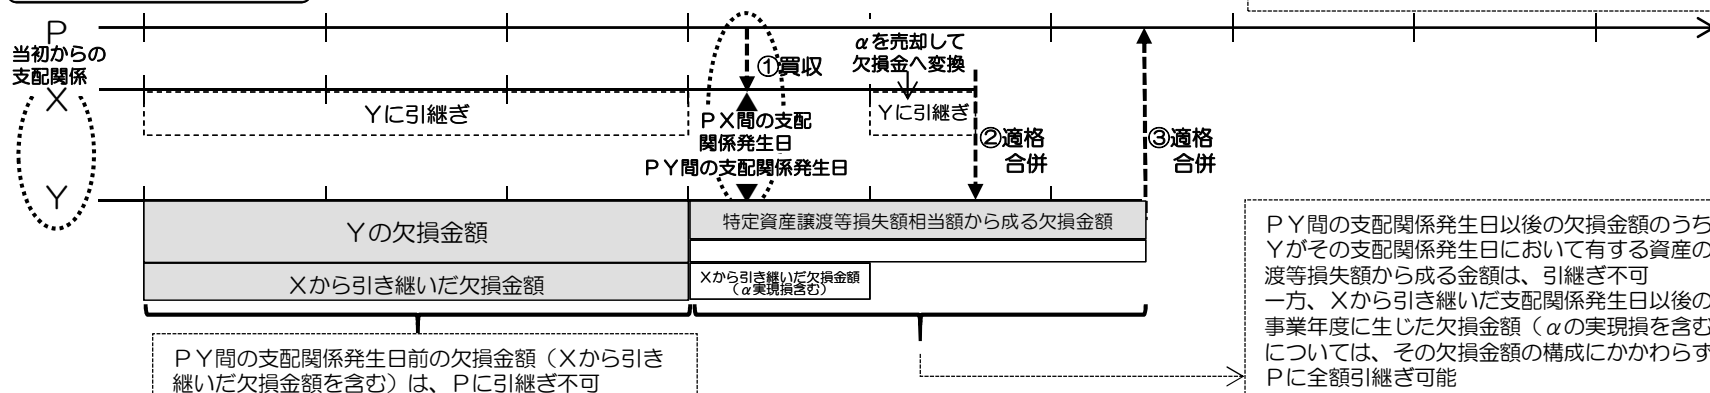 P
当初からの
支配関係
X
Y
Yに引継ぎ
①買収
αを売却して
欠損金へ変換
Yに引継ぎ
PX間の支配
関係発生日
PY間の支配関係発生日
②適格
合併
③適格
合併
Yの欠損金額
特定資産譲渡等損失額相当額から成る欠損金額
Xから引き継いだ欠損金額
Xから引き継いだ欠損金額
(α実現損含む)
PY間の支配関係発生日前の欠損金額（Xから引き
継いだ欠損金額を含む）は、Pに引継ぎ不可
PY間の支配関係発生日以後の欠損金額のうち
Yがその支配関係発生日において有する資産の
渡等損失額から成る金額は、引継ぎ不可
一方、Xから引き継いだ支配関係発生日以後の
事業年度に生じた欠損金額（αの実現損を含む
については、その欠損金額の構成にかかわらず
Pに全額引継ぎ可能